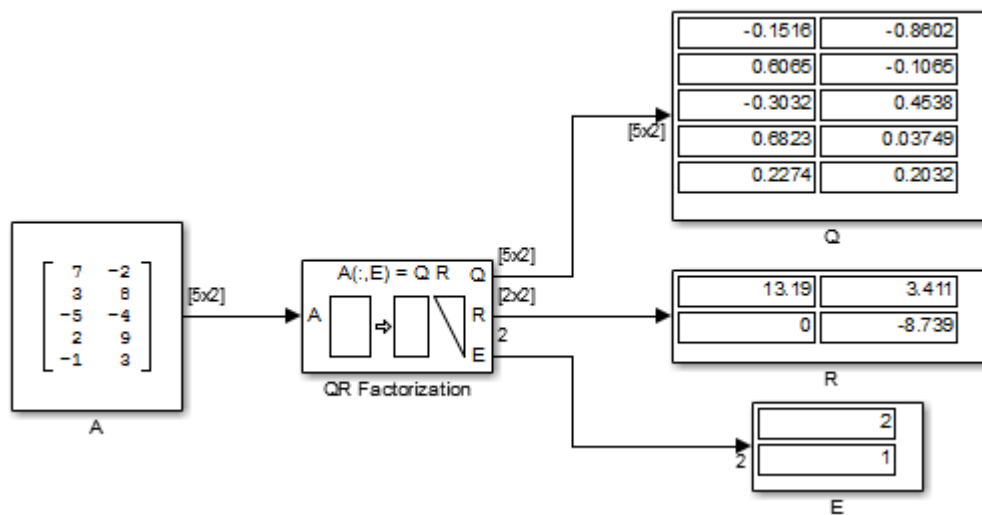 -0.1516 -0.8602
0.6065 -0.1065
-0.3032 0.4538
0.6823 0.03749
0.2274 0.2032
[5x2]
Q
7 -2
3 8
-5 -4
2 9
-1 3
A
[5x2]
A(:,E) = Q R
A
Q
R
E
QR Factorization
[5x2]
[2x2]
2
13.19 3.411
0 -8.739
R
2
1
2
E